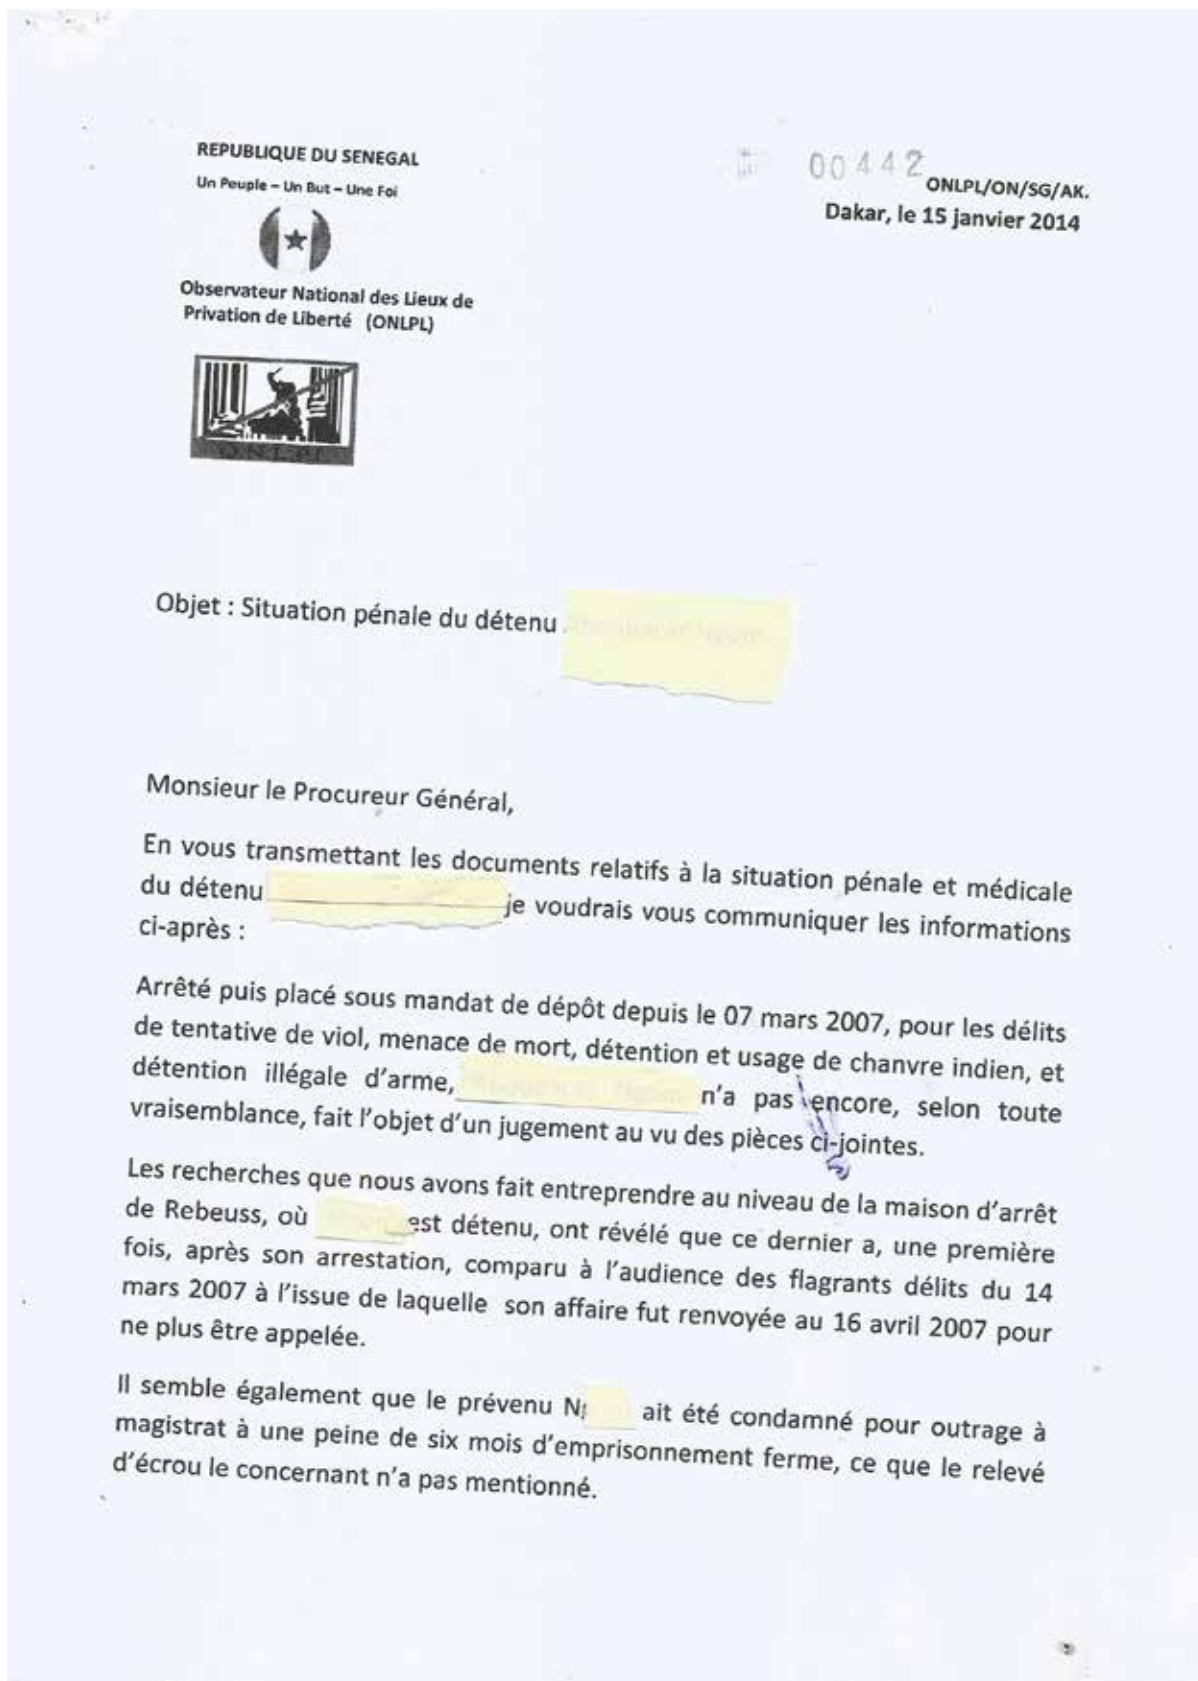 REPUBLIQUE DU SENEGAL
Un Peuple – Un But – Une Foi
Observateur National des Lieux de
Privation de Liberté (ONLPL)
O.N.L.P.L
00442
ONLPL/ON/SG/AK.
Dakar, le 15 janvier 2014
Objet : Situation pénale du détenu
Monsieur le Procureur Général,
En vous transmettant les documents relatifs à la situation pénale et médicale
du détenu je voudrais vous communiquer les informations
ci-après :
Arrêté puis placé sous mandat de dépôt depuis le 07 mars 2007, pour les délits
de tentative de viol, menace de mort, détention et usage de chanvre indien, et
détention illégale d'arme, n'a pas encore, selon toute
vraisemblance, fait l'objet d'un jugement au vu des pièces ci-jointes.
Les recherches que nous avons fait entreprendre au niveau de la maison d'arrêt
de Rebeuss, où est détenu, ont révélé que ce dernier a, une première
fois, après son arrestation, comparu à l'audience des flagrants délits du 14
mars 2007 à l'issue de laquelle son affaire fut renvoyée au 16 avril 2007 pour
ne plus être appelée.
Il semble également que le prévenu ait été condamné pour outrage à
magistrat à une peine de six mois d'emprisonnement ferme, ce que le relevé
d'écrou le concernant n'a pas mentionné.